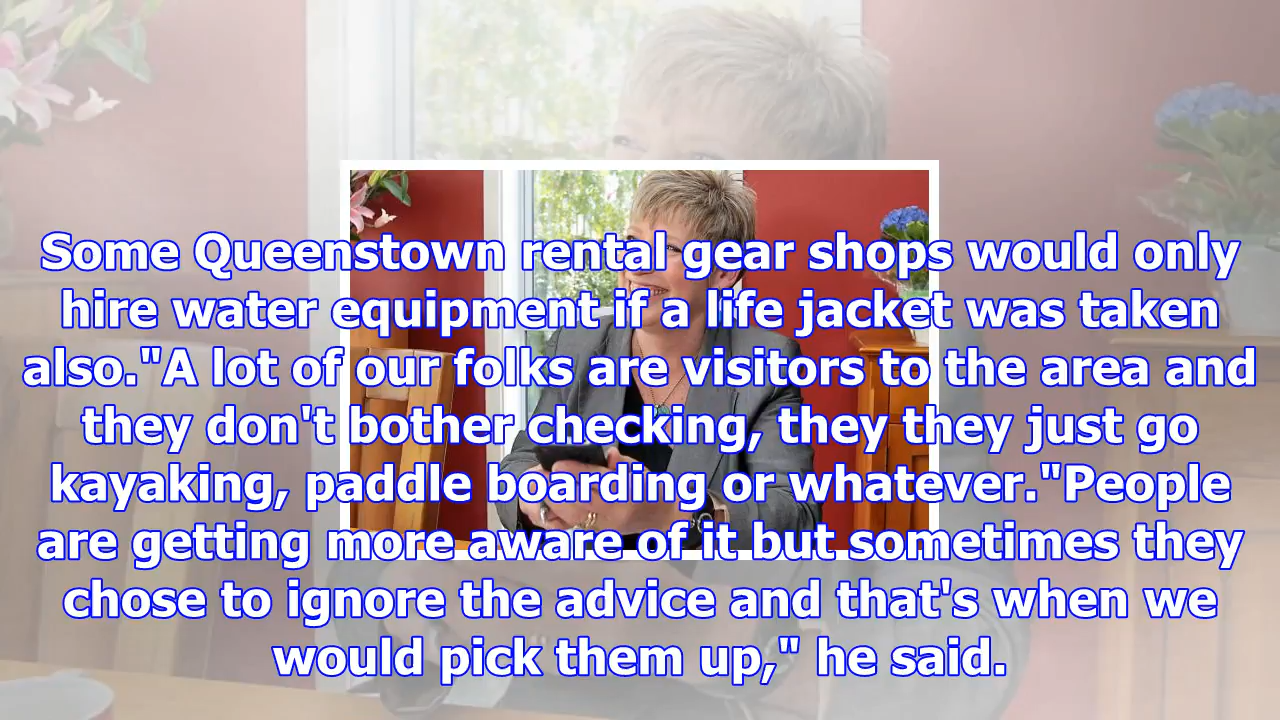 Some Queenstown rental gear shops would only
hire water equipment if a life jacket was taken
also."A lot of our folks are visitors to the area and
they don't bother checking, they they just go
kayaking, paddle boarding or whatever."People
are getting more aware of it but sometimes they
chose to ignore the advice and that's when we
would pick them up," he said.